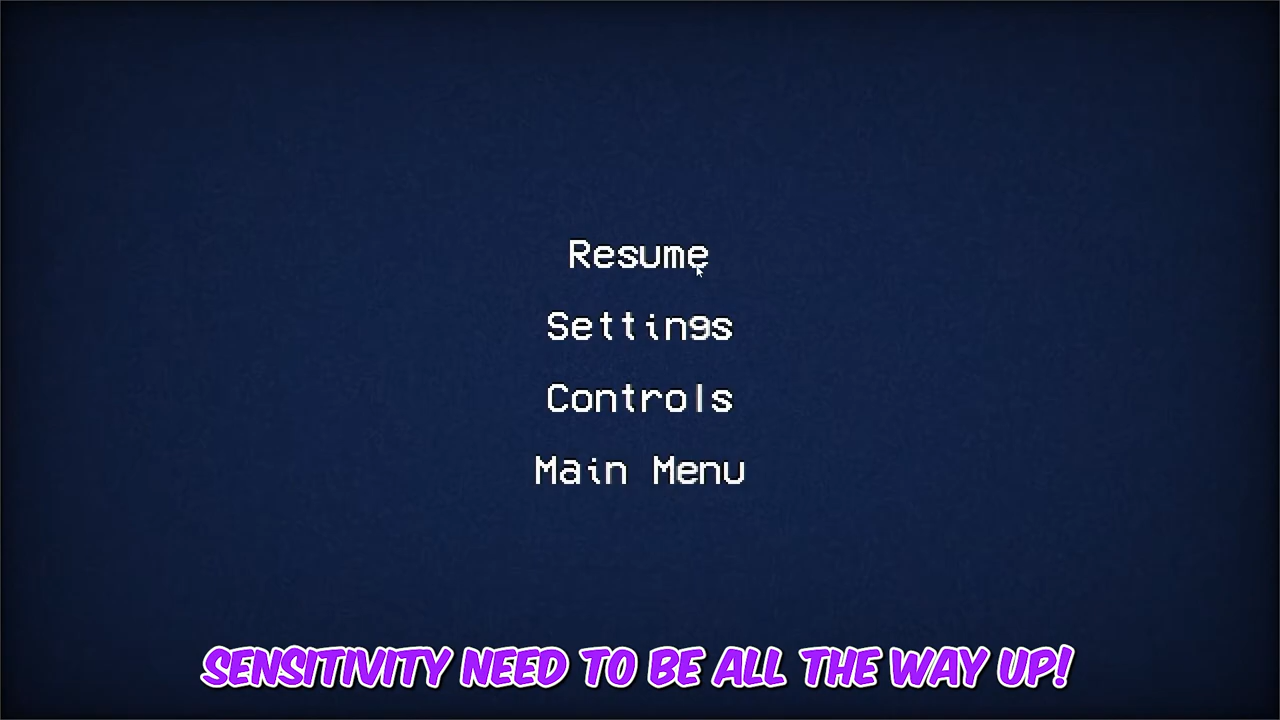 Resume
Settings
Controls
Main Menu
SENSITIVITY NEED TO BE ALL THE WAY UP!